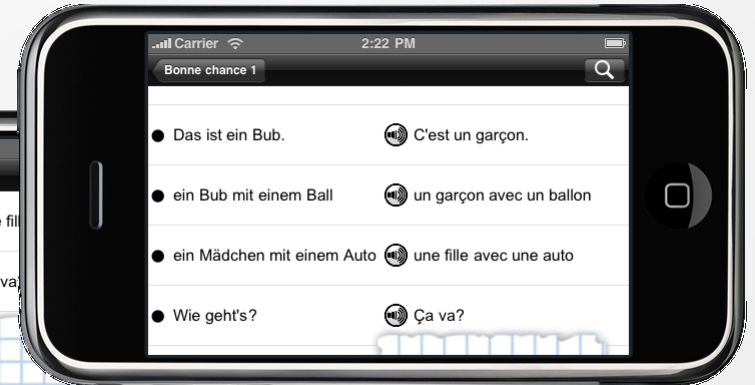 Carrier 2:22 PM
Bonne chance 1
Das ist ein Bub. C'est un garçon.
ein Bub mit einem Ball un garçon avec un ballon
ein Mädchen mit einem Auto une fille avec une auto
Wie geht's? Ça va?
fill
va?